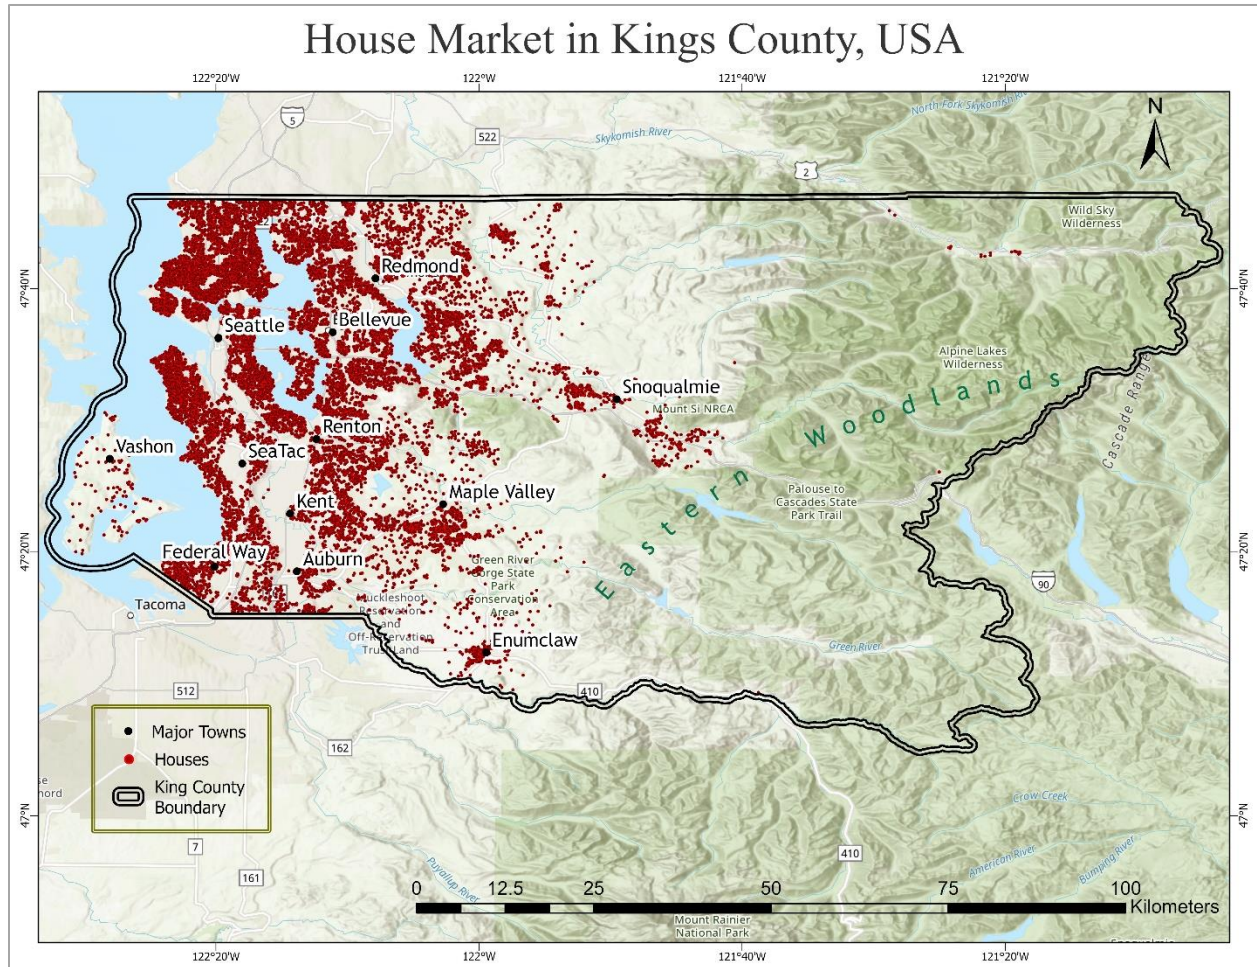 House Market in Kings County, USA
122°20'W
122°W
121°40'W
121°20'W
N
5
522
North Fork Skykomish
Skykomish River
2
Wild Sky
Wilderness
47°40'N
47°40'N
Redmond
Seattle
Bellevue
Alpine Lakes
Wilderness
Snoqualmie
Mount Si NRCA
Eastern Woodlands
Cascade Range
Renton
Vashon
SeaTac
Maple Valley
Palouse to
Cascades State
Park Trail
Kent
47°20'N
47°20'N
Federal Way
Auburn
Green River
Gorge State
Park
Conservation
Area
90
Tacoma
Muckleshoot
Reservation
and
Off-Reservation
Trust Land
Enumclaw
Green River
512
410
162
Major Towns
Houses
King County
Boundary
47°N
47°N
Crow Creek
7
161
410
American River
Bumping River
Puyallup River
0
12.5
25
50
75
100
Kilometers
Mount Rainier
National Park
122°20'W
122°W
121°40'W
121°20'W